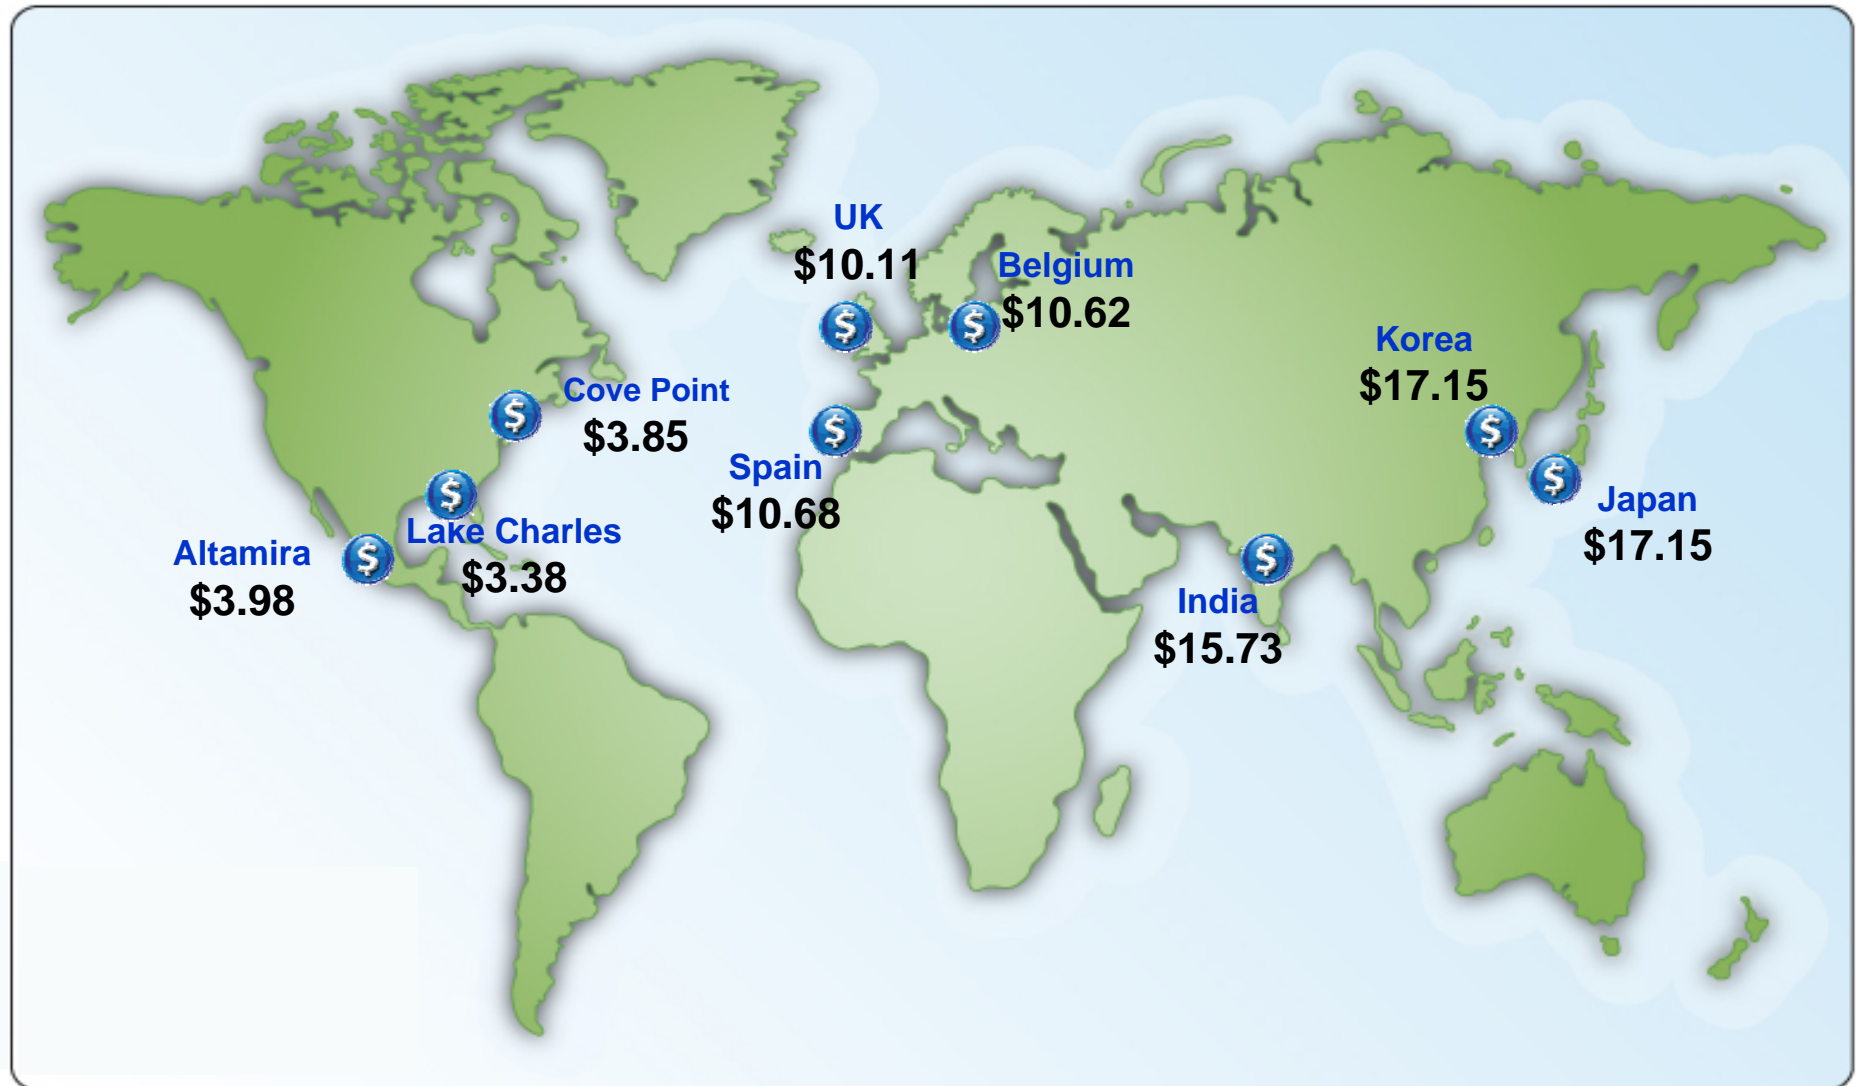 UK
$10.11
Belgium
$10.62
Korea
$17.15
Cove Point
$3.85
Spain
$10.68
Japan
$17.15
Lake Charles
$3.38
Altamira
$3.98
India
$15.73